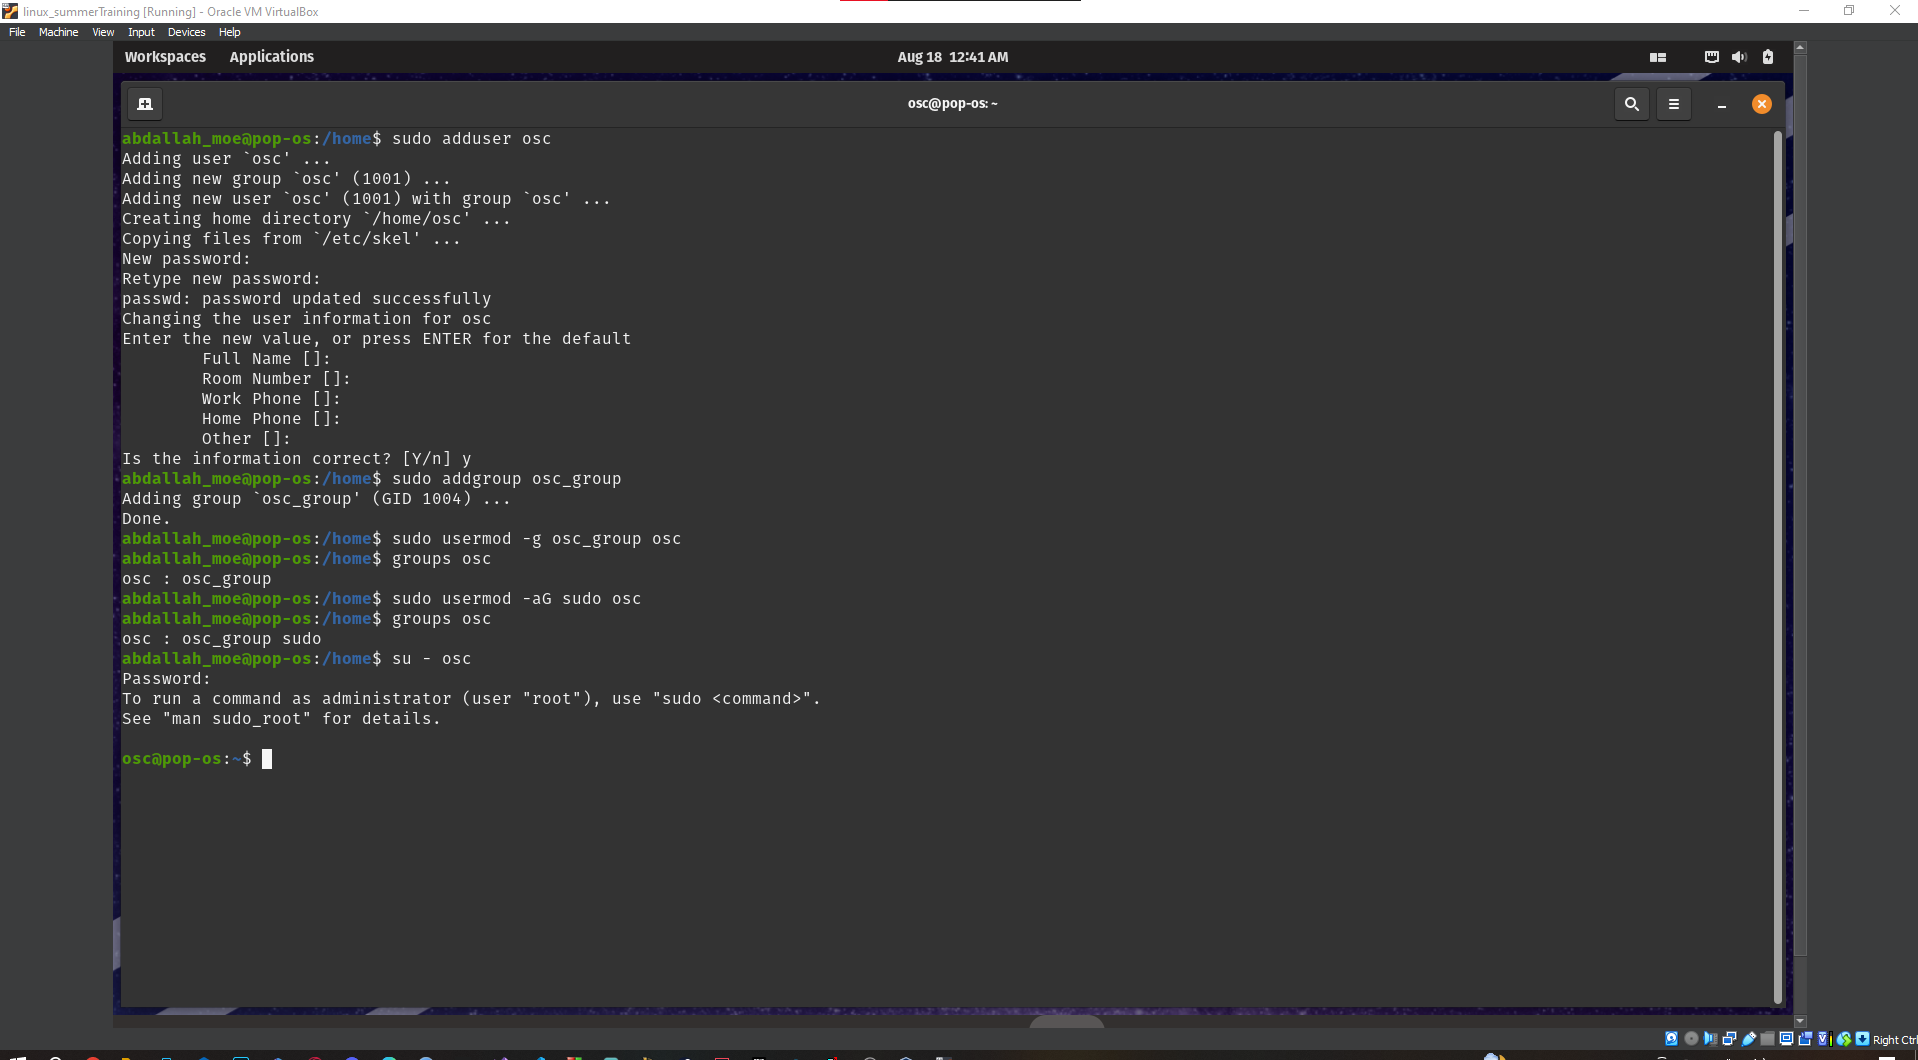 linux_summerTraining [Running] - Oracle VM VirtualBox
File Machine View Input Devices Help
Workspaces Applications Aug 18 12:41 AM
osc@pop-os: ~
abdallah_moe@pop-os:/home$ sudo adduser osc
Adding user `osc' ...
Adding new group `osc' (1001) ...
Adding new user `osc' (1001) with group `osc' ...
Creating home directory `/home/osc' ...
Copying files from `/etc/skel' ...
New password:
Retype new password:
passwd: password updated successfully
Changing the user information for osc
Enter the new value, or press ENTER for the default
Full Name []:
Room Number []:
Work Phone []:
Home Phone []:
Other []:
Is the information correct? [Y/n] y
abdallah_moe@pop-os:/home$ sudo addgroup osc_group
Adding group `osc_group' (GID 1004) ...
Done.
abdallah_moe@pop-os:/home$ sudo usermod -g osc_group osc
abdallah_moe@pop-os:/home$ groups osc
osc : osc_group
abdallah_moe@pop-os:/home$ sudo usermod -aG sudo osc
abdallah_moe@pop-os:/home$ groups osc
osc : osc_group sudo
abdallah_moe@pop-os:/home$ su - osc
Password:
To run a command as administrator (user "root"), use "sudo <command>".
See "man sudo_root" for details.
osc@pop-os:~$
Right Ctrl